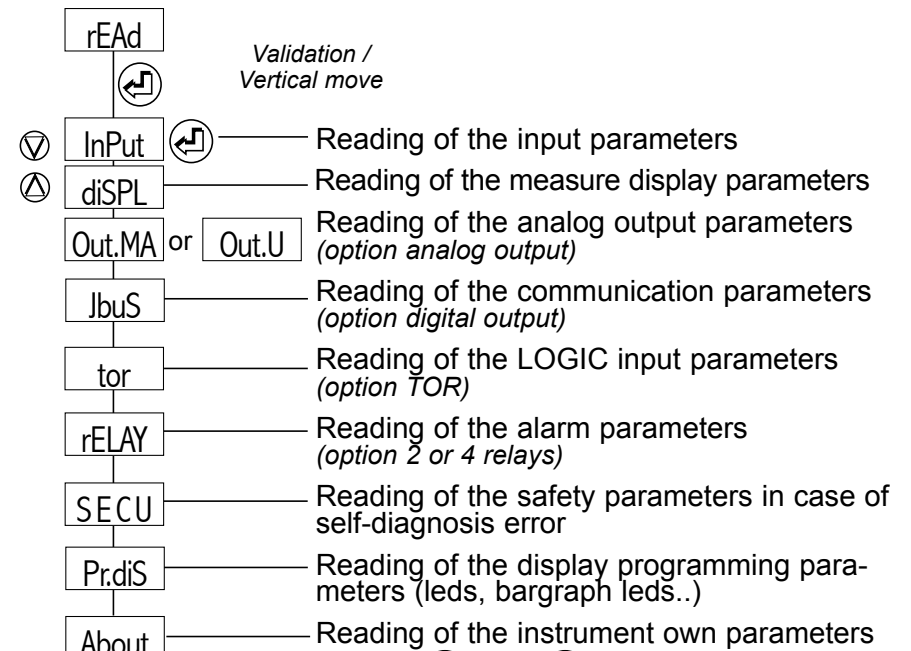 rEAd
Validation /
Vertical move
InPut Reading of the input parameters
diSPL Reading of the measure display parameters
Out.MA or Out.U Reading of the analog output parameters
(option analog output)
JbuS Reading of the communication parameters
(option digital output)
tor Reading of the LOGIC input parameters
(option TOR)
rELAY Reading of the alarm parameters
(option 2 or 4 relays)
SECU Reading of the safety parameters in case of
self-diagnosis error
Pr.diS Reading of the display programming para-
meters (leds, bargraph leds..)
About Reading of the instrument own parameters